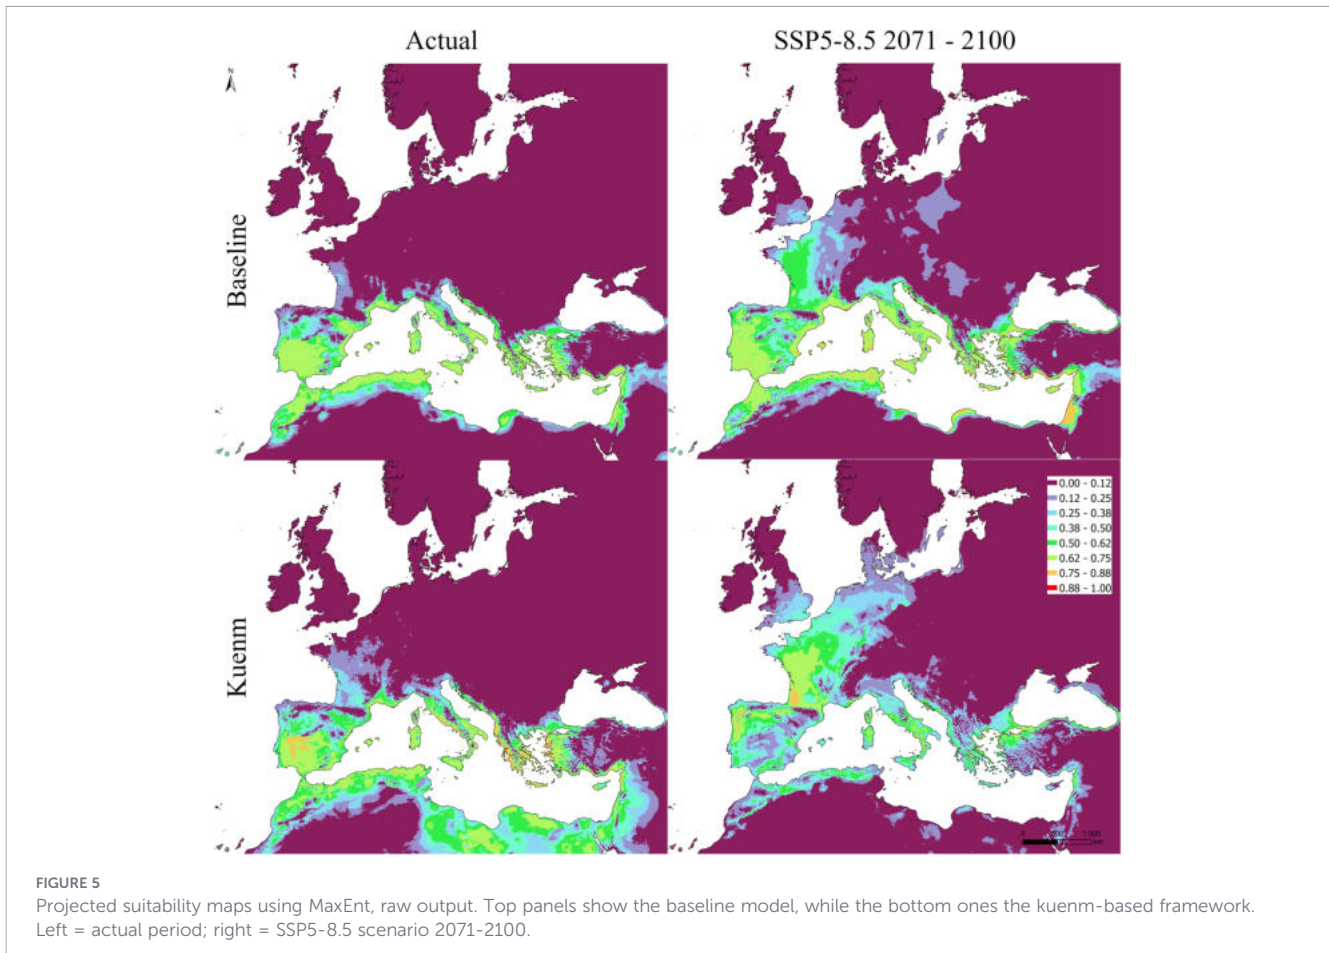 Actual
SSP5-8.5 2071 - 2100
N
Baseline
Kuenm
0.00 - 0.12
0.12 - 0.25
0.25 - 0.38
0.38 - 0.50
0.50 - 0.62
0.62 - 0.75
0.75 - 0.88
0.88 - 1.00
0
FIGURE 5
Projected suitability maps using MaxEnt, raw output. Top panels show the baseline model, while the bottom ones the kuenm-based framework.
Left = actual period; right = SSP5-8.5 scenario 2071-2100.